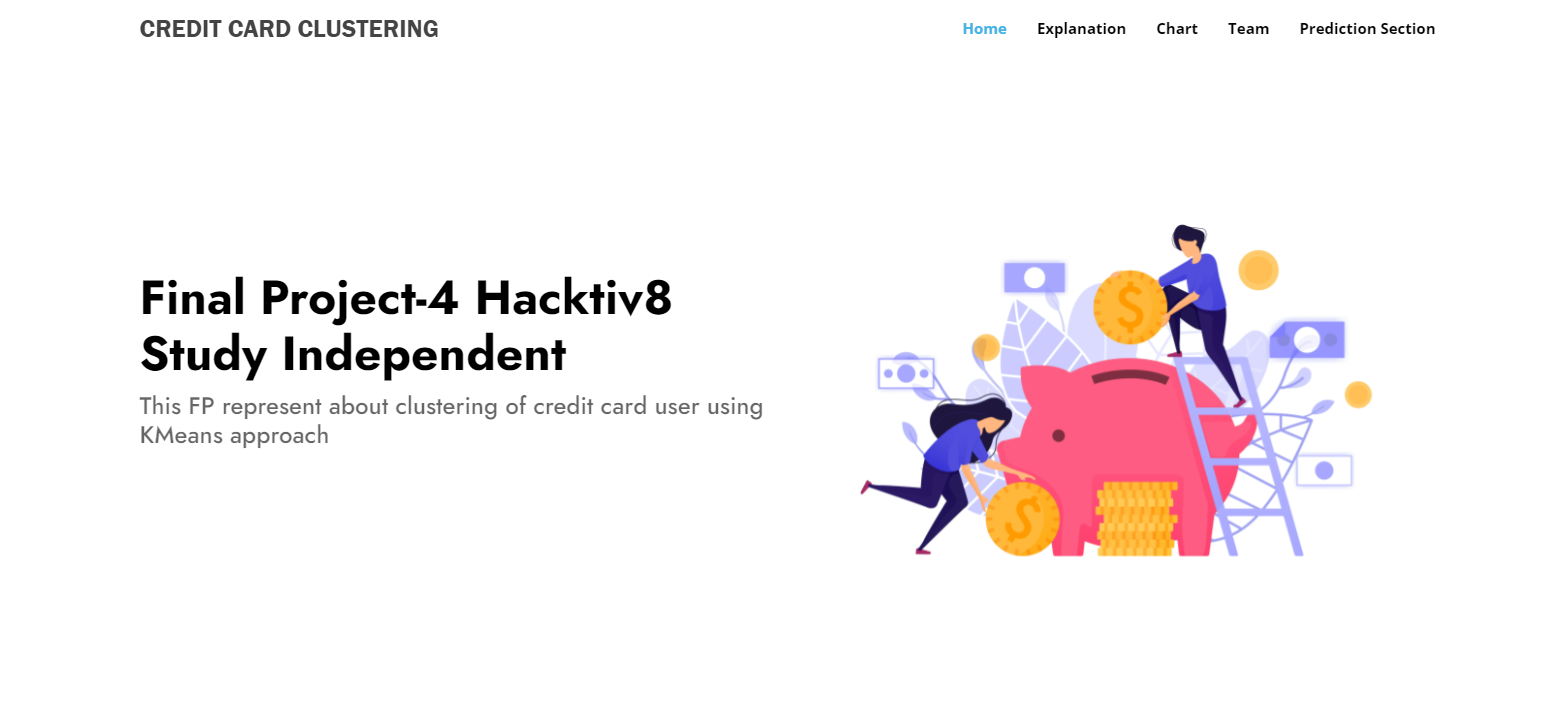 CREDIT CARD CLUSTERING
Home Explanation Chart Team Prediction Section
Final Project-4 Hacktiv8
Study Independent
This FP represent about clustering of credit card user using
KMeans approach
$
$